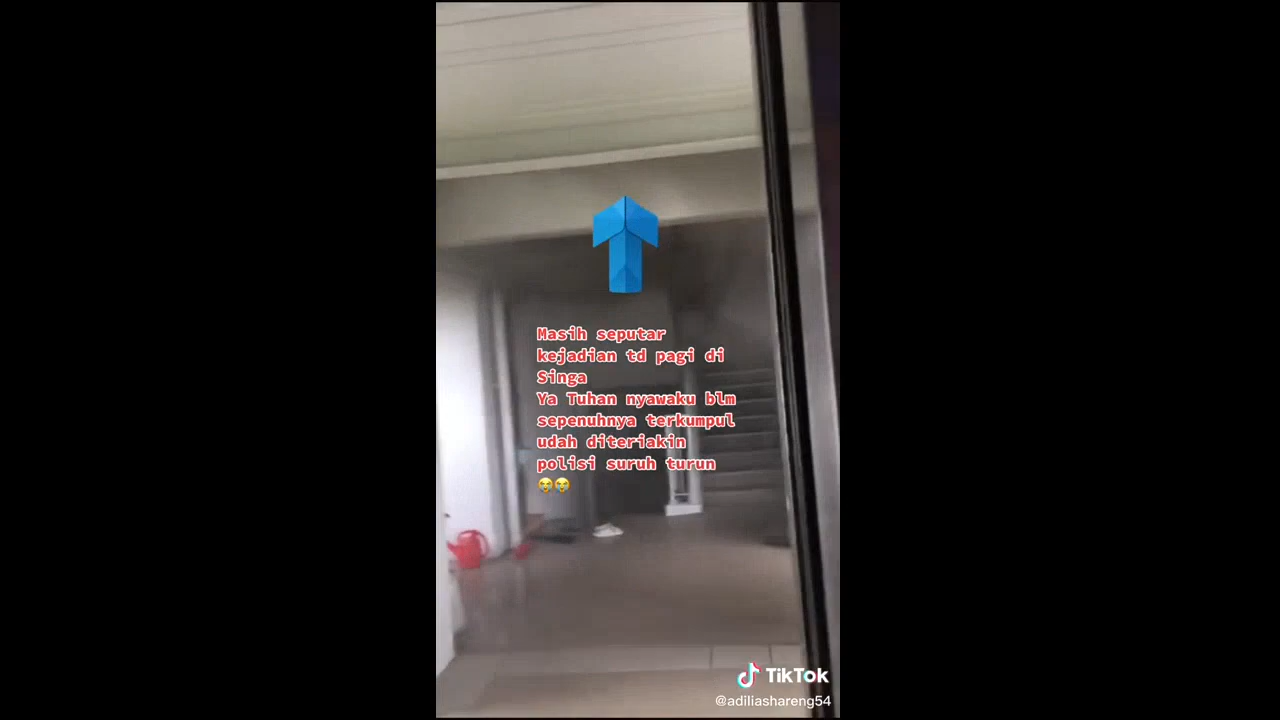 Masih seputar
kejadian td pagi di
Singa
Ya Tuhan nyawaku blm
sepenuhnya terkumpul
udah diteriakin
polisi suruh turun
😭😭
TikTok
@adiliashareng54